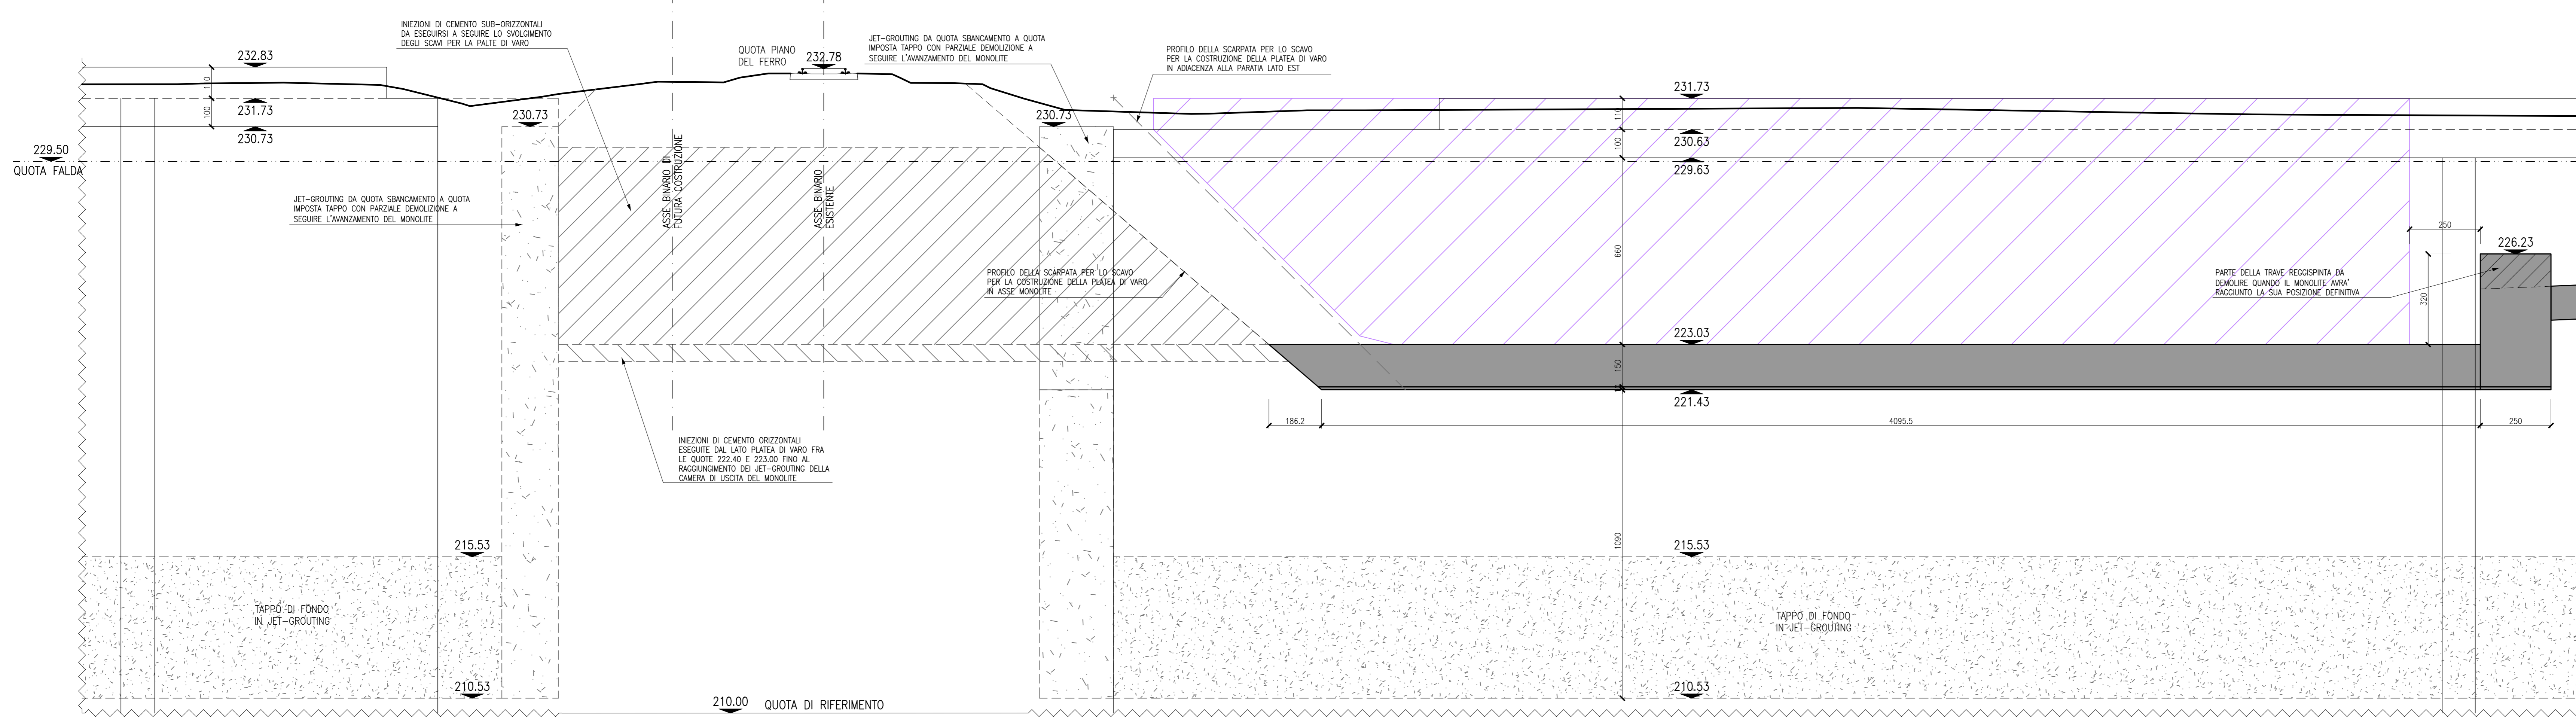 INIEZIONI DI CEMENTO SUB-ORIZZONTALI
DA ESEGUIRSI A SEGUIRE LO SVOLGIMENTO
DEGLI SCAVI PER LA PALTE DI VARO
QUOTA PIANO
DEL FERRO
232.78
JET-GROUTING DA QUOTA SBANCAMENTO A QUOTA
IMPOSTA TAPPO CON PARZIALE DEMOLIZIONE A
SEGUIRE L'AVANZAMENTO DEL MONOLITE
PROFILO DELLA SCARPATA PER LO SCAVO
PER LA COSTRUZIONE DELLA PLATEA DI VARO
IN ADIACENZA ALLA PARATIA LATO EST
232.83
110
100
231.73
230.73
230.73
230.73
231.73
110
230.63
100
229.63
229.50
QUOTA FALDA
JET-GROUTING DA QUOTA SBANCAMENTO A QUOTA
IMPOSTA TAPPO CON PARZIALE DEMOLIZIONE A
SEGUIRE L'AVANZAMENTO DEL MONOLITE
ASSE BINARIO DI
FUTURA COSTRUZIONE
ASSE BINARIO
ESISTENTE
PROFILO DELLA SCARPATA PER LO SCAVO
PER LA COSTRUZIONE DELLA PLATEA DI VARO
IN ASSE MONOLITE
660
250
226.23
PARTE DELLA TRAVE REGGISPINTA DA
DEMOLIRE QUANDO IL MONOLITE AVRA'
RAGGIUNTO LA SUA POSIZIONE DEFINITIVA
320
223.03
150
10
221.43
186.2
4095.5
250
INIEZIONI DI CEMENTO ORIZZONTALI
ESEGUITE DAL LATO PLATEA DI VARO FRA
LE QUOTE 222.40 E 223.00 FINO AL
RAGGIUNGIMENTO DEI JET-GROUTING DELLA
CAMERA DI USCITA DEL MONOLITE
1090
215.53
215.53
TAPPO DI FONDO
IN JET-GROUTING
TAPPO DI FONDO
IN JET-GROUTING
210.53
210.53
210.00 QUOTA DI RIFERIMENTO